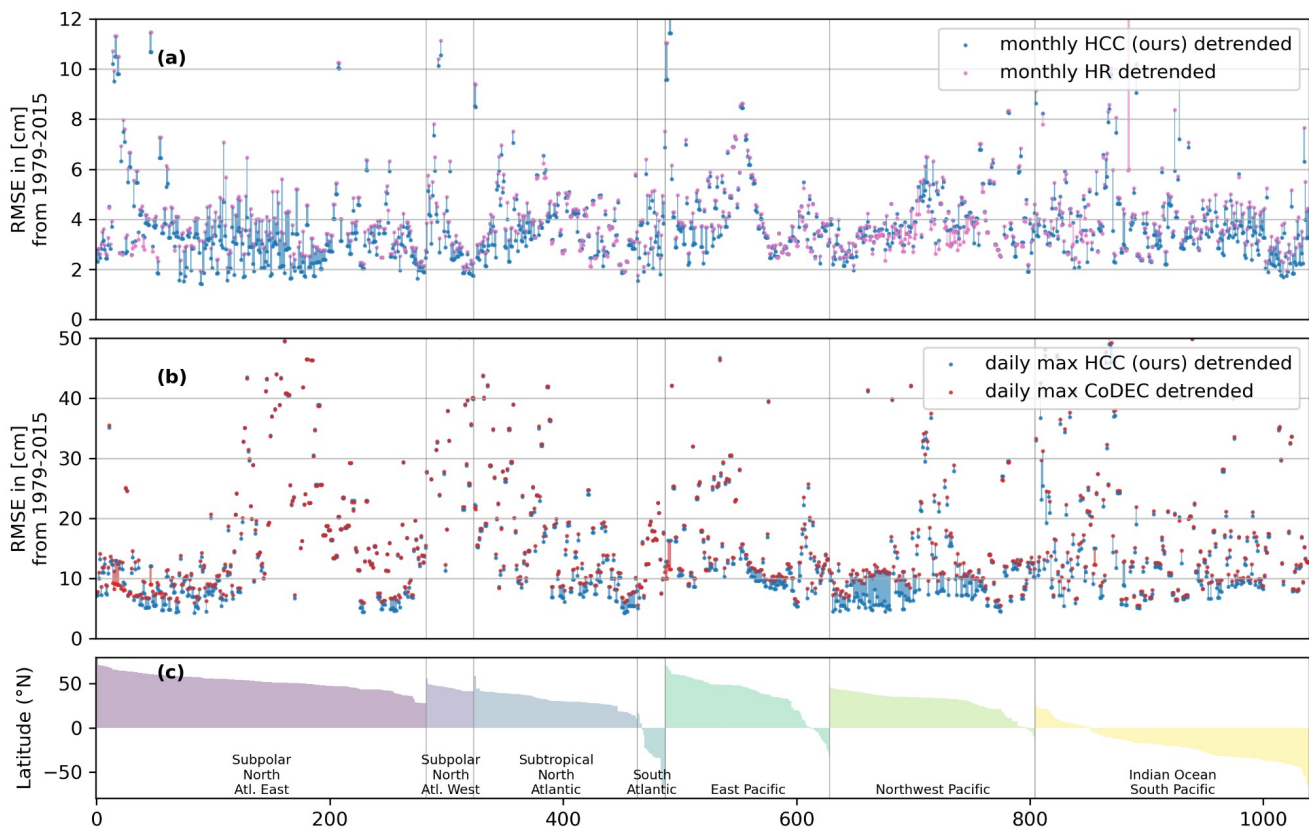 12
10
8
6
4
2
0
RMSE in [cm]
from 1979-2015
(a)
monthly HCC (ours) detrended
monthly HR detrended
50
40
30
20
10
0
RMSE in [cm]
from 1979-2015
(b)
daily max HCC (ours) detrended
daily max CoDEC detrended
50
0
−50
Latitude (°N)
(c)
Subpolar
North
Atl. East
Subpolar
North
Atl. West
Subtropical
North
Atlantic
South
Atlantic
East Pacific
Northwest Pacific
Indian Ocean
South Pacific
0 200 400 600 800 1000